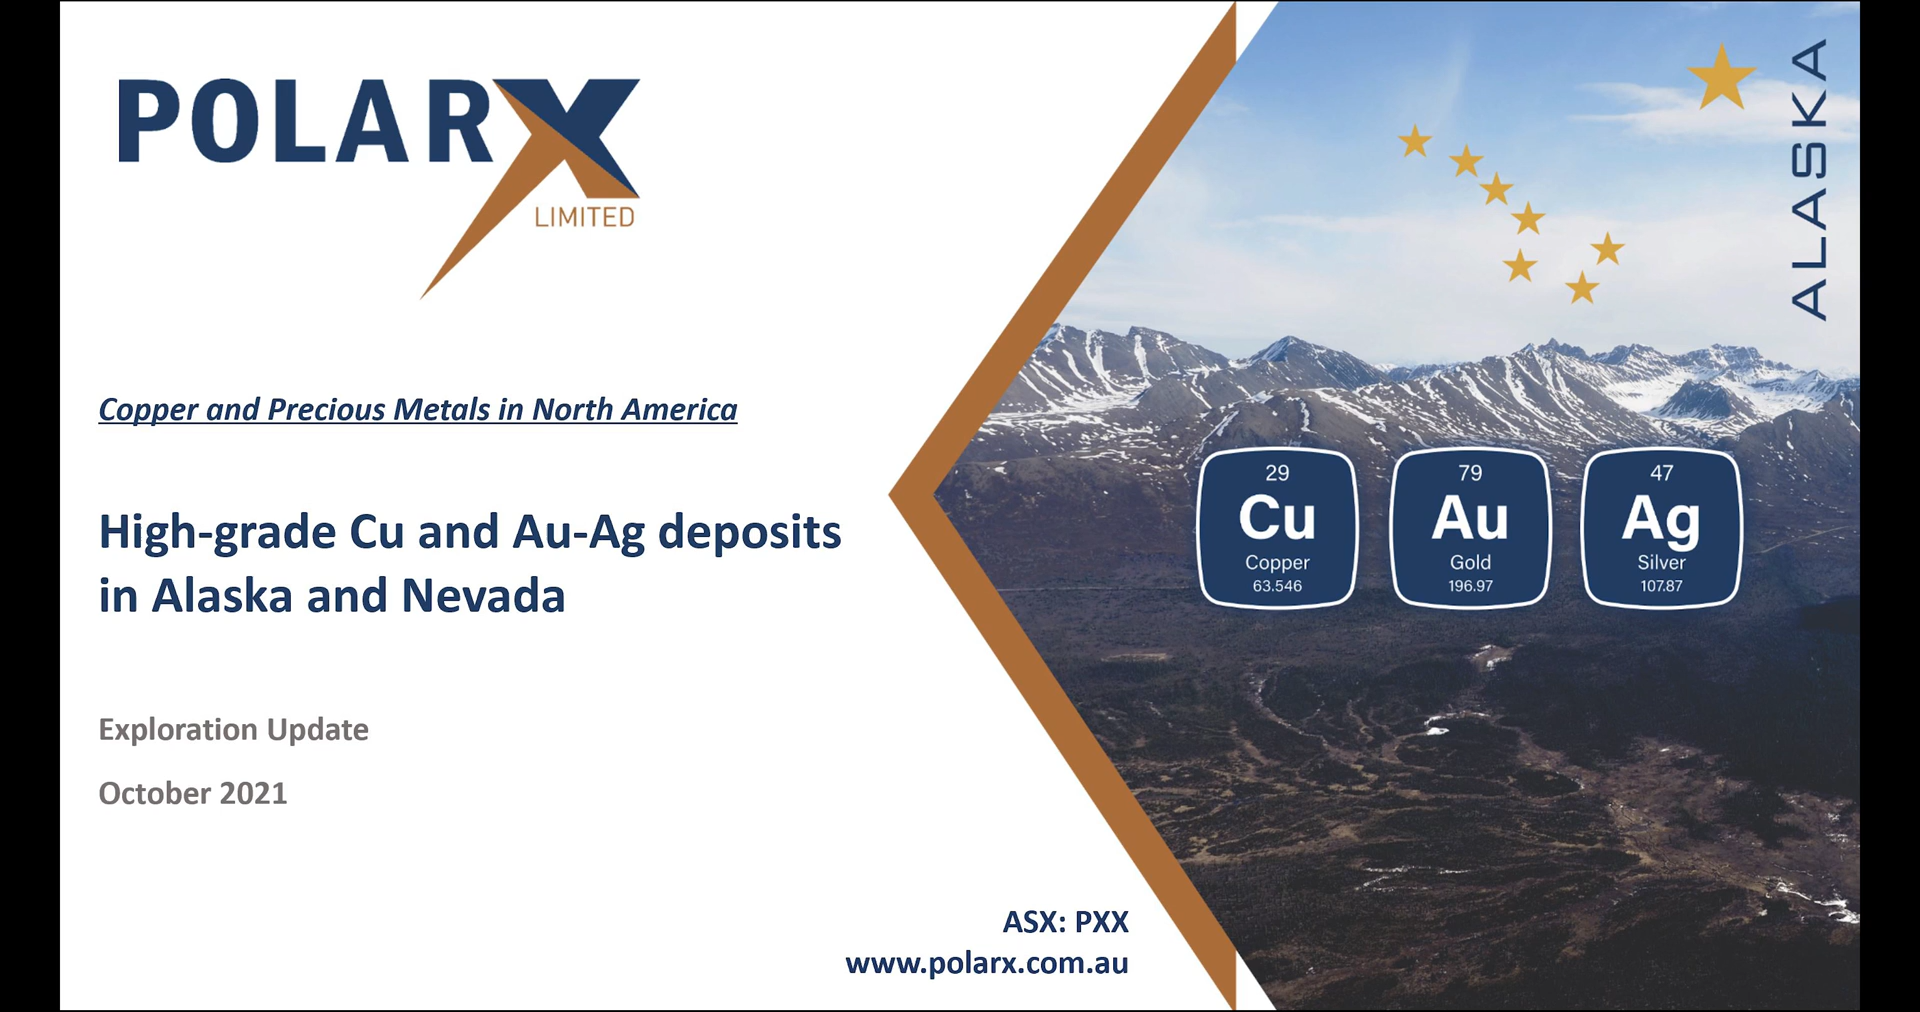 POLARX
LIMITED
Copper and Precious Metals in North America
High-grade Cu and Au-Ag deposits
in Alaska and Nevada
Exploration Update
October 2021
ASX: PXX
www.polarx.com.au
ALASKA
29
Cu
Copper
63.546
79
Au
Gold
196.97
47
Ag
Silver
107.87